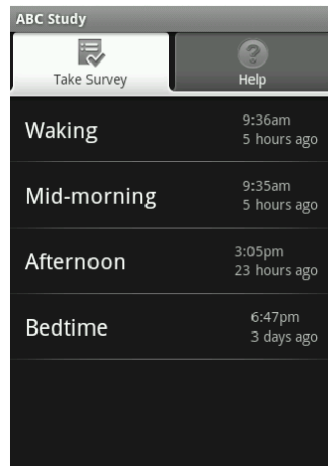 ABC Study
Take Survey
Help
Waking
9:36am
5 hours ago
Mid-morning
9:35am
5 hours ago
Afternoon
3:05pm
23 hours ago
Bedtime
6:47pm
3 days ago